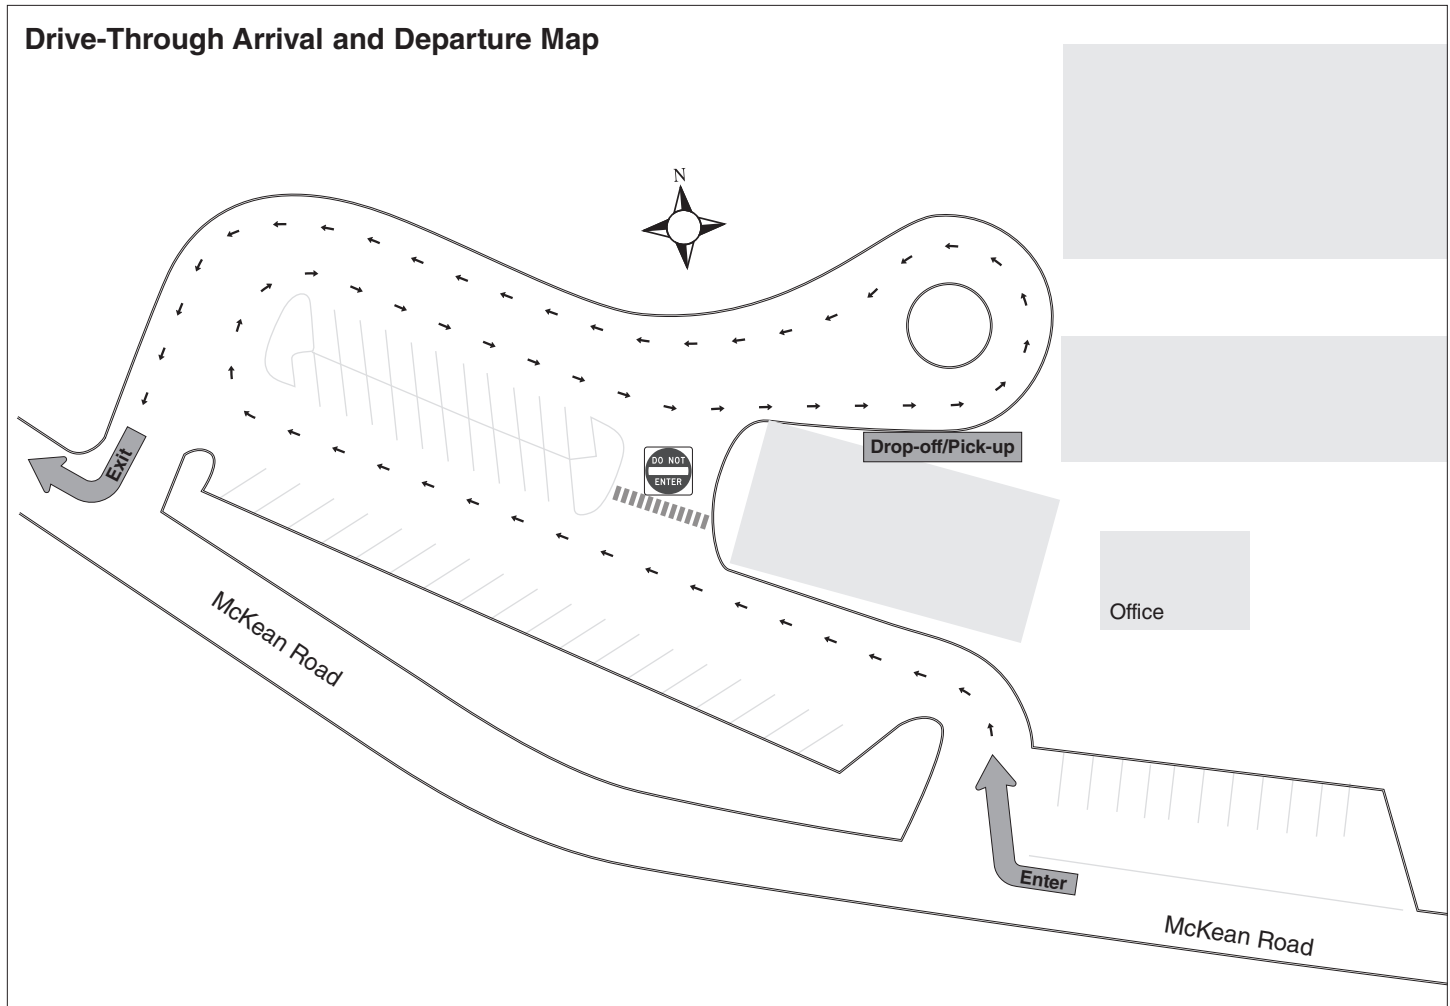 Drive-Through Arrival and Departure Map
N
Drop-off/Pick-up
DO NOT
ENTER
Exit
Office
McKean Road
Enter
McKean Road